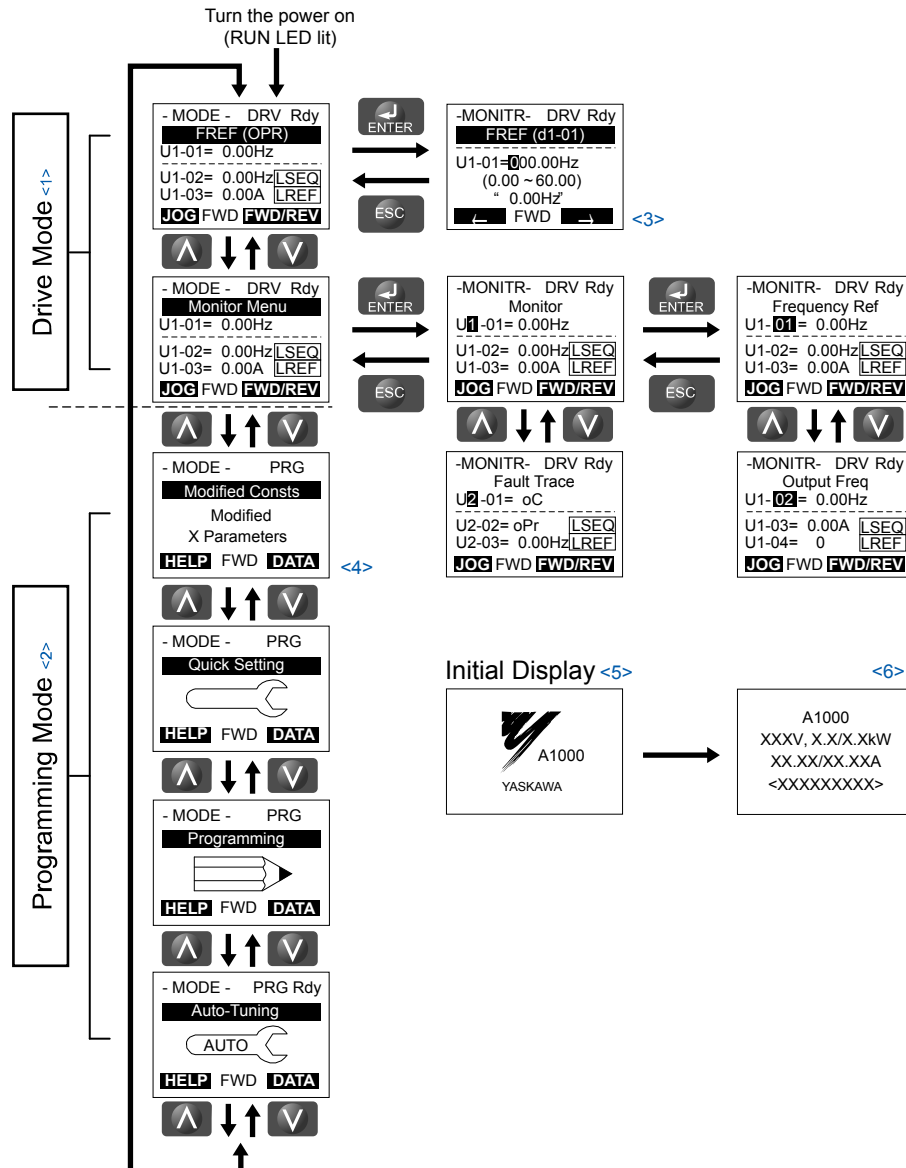 Turn the power on
(RUN LED lit)
Drive Mode <1>
- MODE - DRV Rdy
FREF (OPR)
U1-01= 0.00Hz
U1-02= 0.00Hz LSEQ
U1-03= 0.00A LREF
JOG FWD FWD/REV
ENTER
ESC
-MONITR- DRV Rdy
FREF (d1-01)
U1-01=000.00Hz
(0.00 ~ 60.00)
“ 0.00Hz”
← FWD →
<3>
- MODE - DRV Rdy
Monitor Menu
U1-01= 0.00Hz
U1-02= 0.00Hz LSEQ
U1-03= 0.00A LREF
JOG FWD FWD/REV
ENTER
ESC
-MONITR- DRV Rdy
Monitor
U1 -01= 0.00Hz
U1-02= 0.00Hz LSEQ
U1-03= 0.00A LREF
JOG FWD FWD/REV
ENTER
ESC
-MONITR- DRV Rdy
Frequency Ref
U1- 01 = 0.00Hz
U1-02= 0.00Hz LSEQ
U1-03= 0.00A LREF
JOG FWD FWD/REV
-MONITR- DRV Rdy
Fault Trace
U2 -01= oC
U2-02= oPr LSEQ
U2-03= 0.00Hz LREF
JOG FWD FWD/REV
-MONITR- DRV Rdy
Output Freq
U1- 02 = 0.00Hz
U1-03= 0.00A LSEQ
U1-04= 0 LREF
JOG FWD FWD/REV
Programming Mode <2>
- MODE - PRG
Modified Consts
Modified
X Parameters
HELP FWD DATA
<4>
- MODE - PRG
Quick Setting
HELP FWD DATA
- MODE - PRG
Programming
HELP FWD DATA
- MODE - PRG Rdy
Auto-Tuning
AUTO
HELP FWD DATA
Initial Display <5>
A1000
YASKAWA
<6>
A1000
XXXV, X.X/X.XkW
XX.XX/XX.XXA
<XXXXXXXXX>